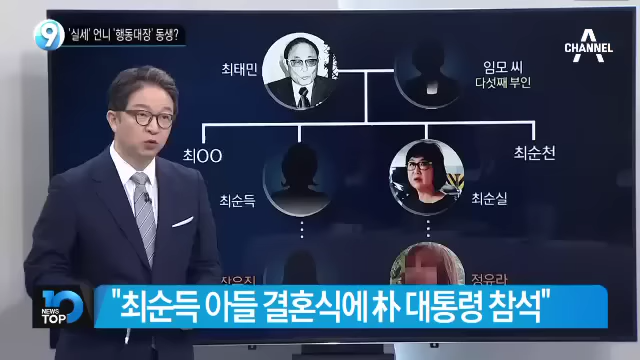 9
'실세' 언니 '행동대장' 동생?
CHANNEL A
최태민
임모 씨
다섯째 부인
최OO
최순천
최순득
최순실
정유라
NEWS
TOP
10
"최순득 아들 결혼식에 朴 대통령 참석"